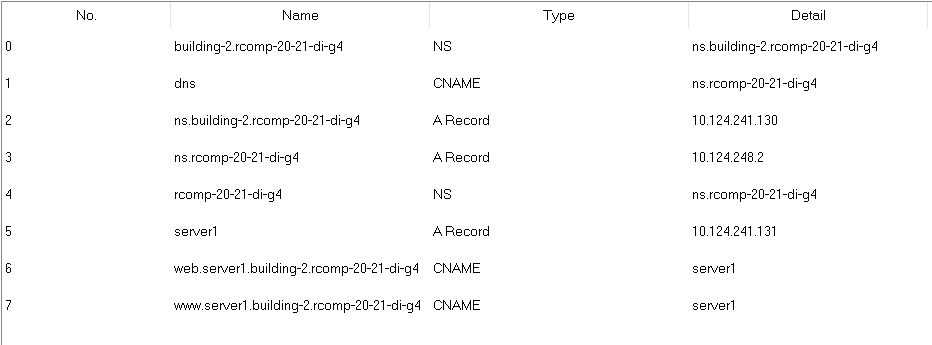 No. Name Type Detail
0 building-2.rcomp-20-21-di-g4 NS ns.building-2.rcomp-20-21-di-g4
1 dns CNAME ns.rcomp-20-21-di-g4
2 ns.building-2.rcomp-20-21-di-g4 A Record 10.124.241.130
3 ns.rcomp-20-21-di-g4 A Record 10.124.248.2
4 rcomp-20-21-di-g4 NS ns.rcomp-20-21-di-g4
5 server1 A Record 10.124.241.131
6 web.server1.building-2.rcomp-20-21-di-g4 CNAME server1
7 www.server1.building-2.rcomp-20-21-di-g4 CNAME server1